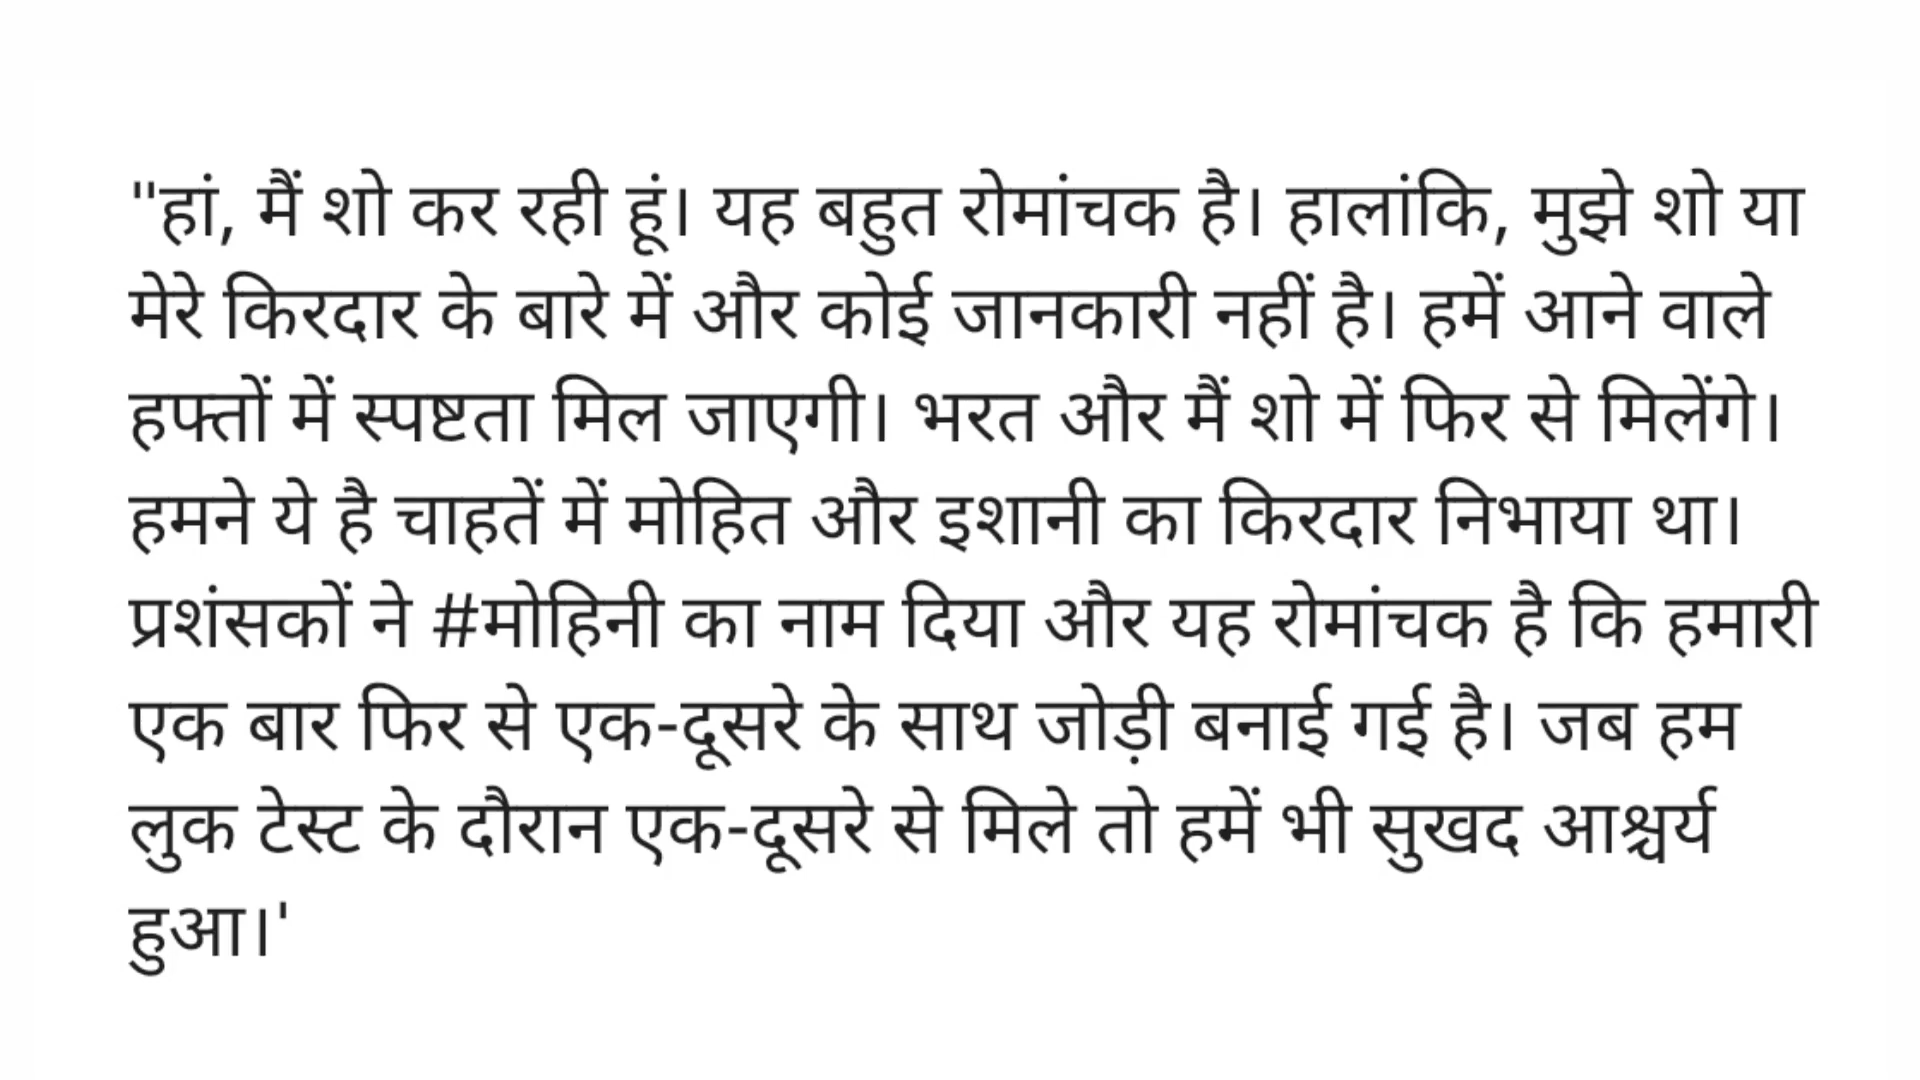 "हां, मैं शो कर रही हूं। यह बहुत रोमांचक है। हालांकि, मुझे शो या
मेरे किरदार के बारे में और कोई जानकारी नहीं है। हमें आने वाले
हफ्तों में स्पष्टता मिल जाएगी। भरत और मैं शो में फिर से मिलेंगे।
हमने ये है चाहतें में मोहित और इशानी का किरदार निभाया था।
प्रशंसकों ने #मोहिनी का नाम दिया और यह रोमांचक है कि हमारी
एक बार फिर से एक-दूसरे के साथ जोड़ी बनाई गई है। जब हम
लुक टेस्ट के दौरान एक-दूसरे से मिले तो हमें भी सुखद आश्चर्य
हुआ।'